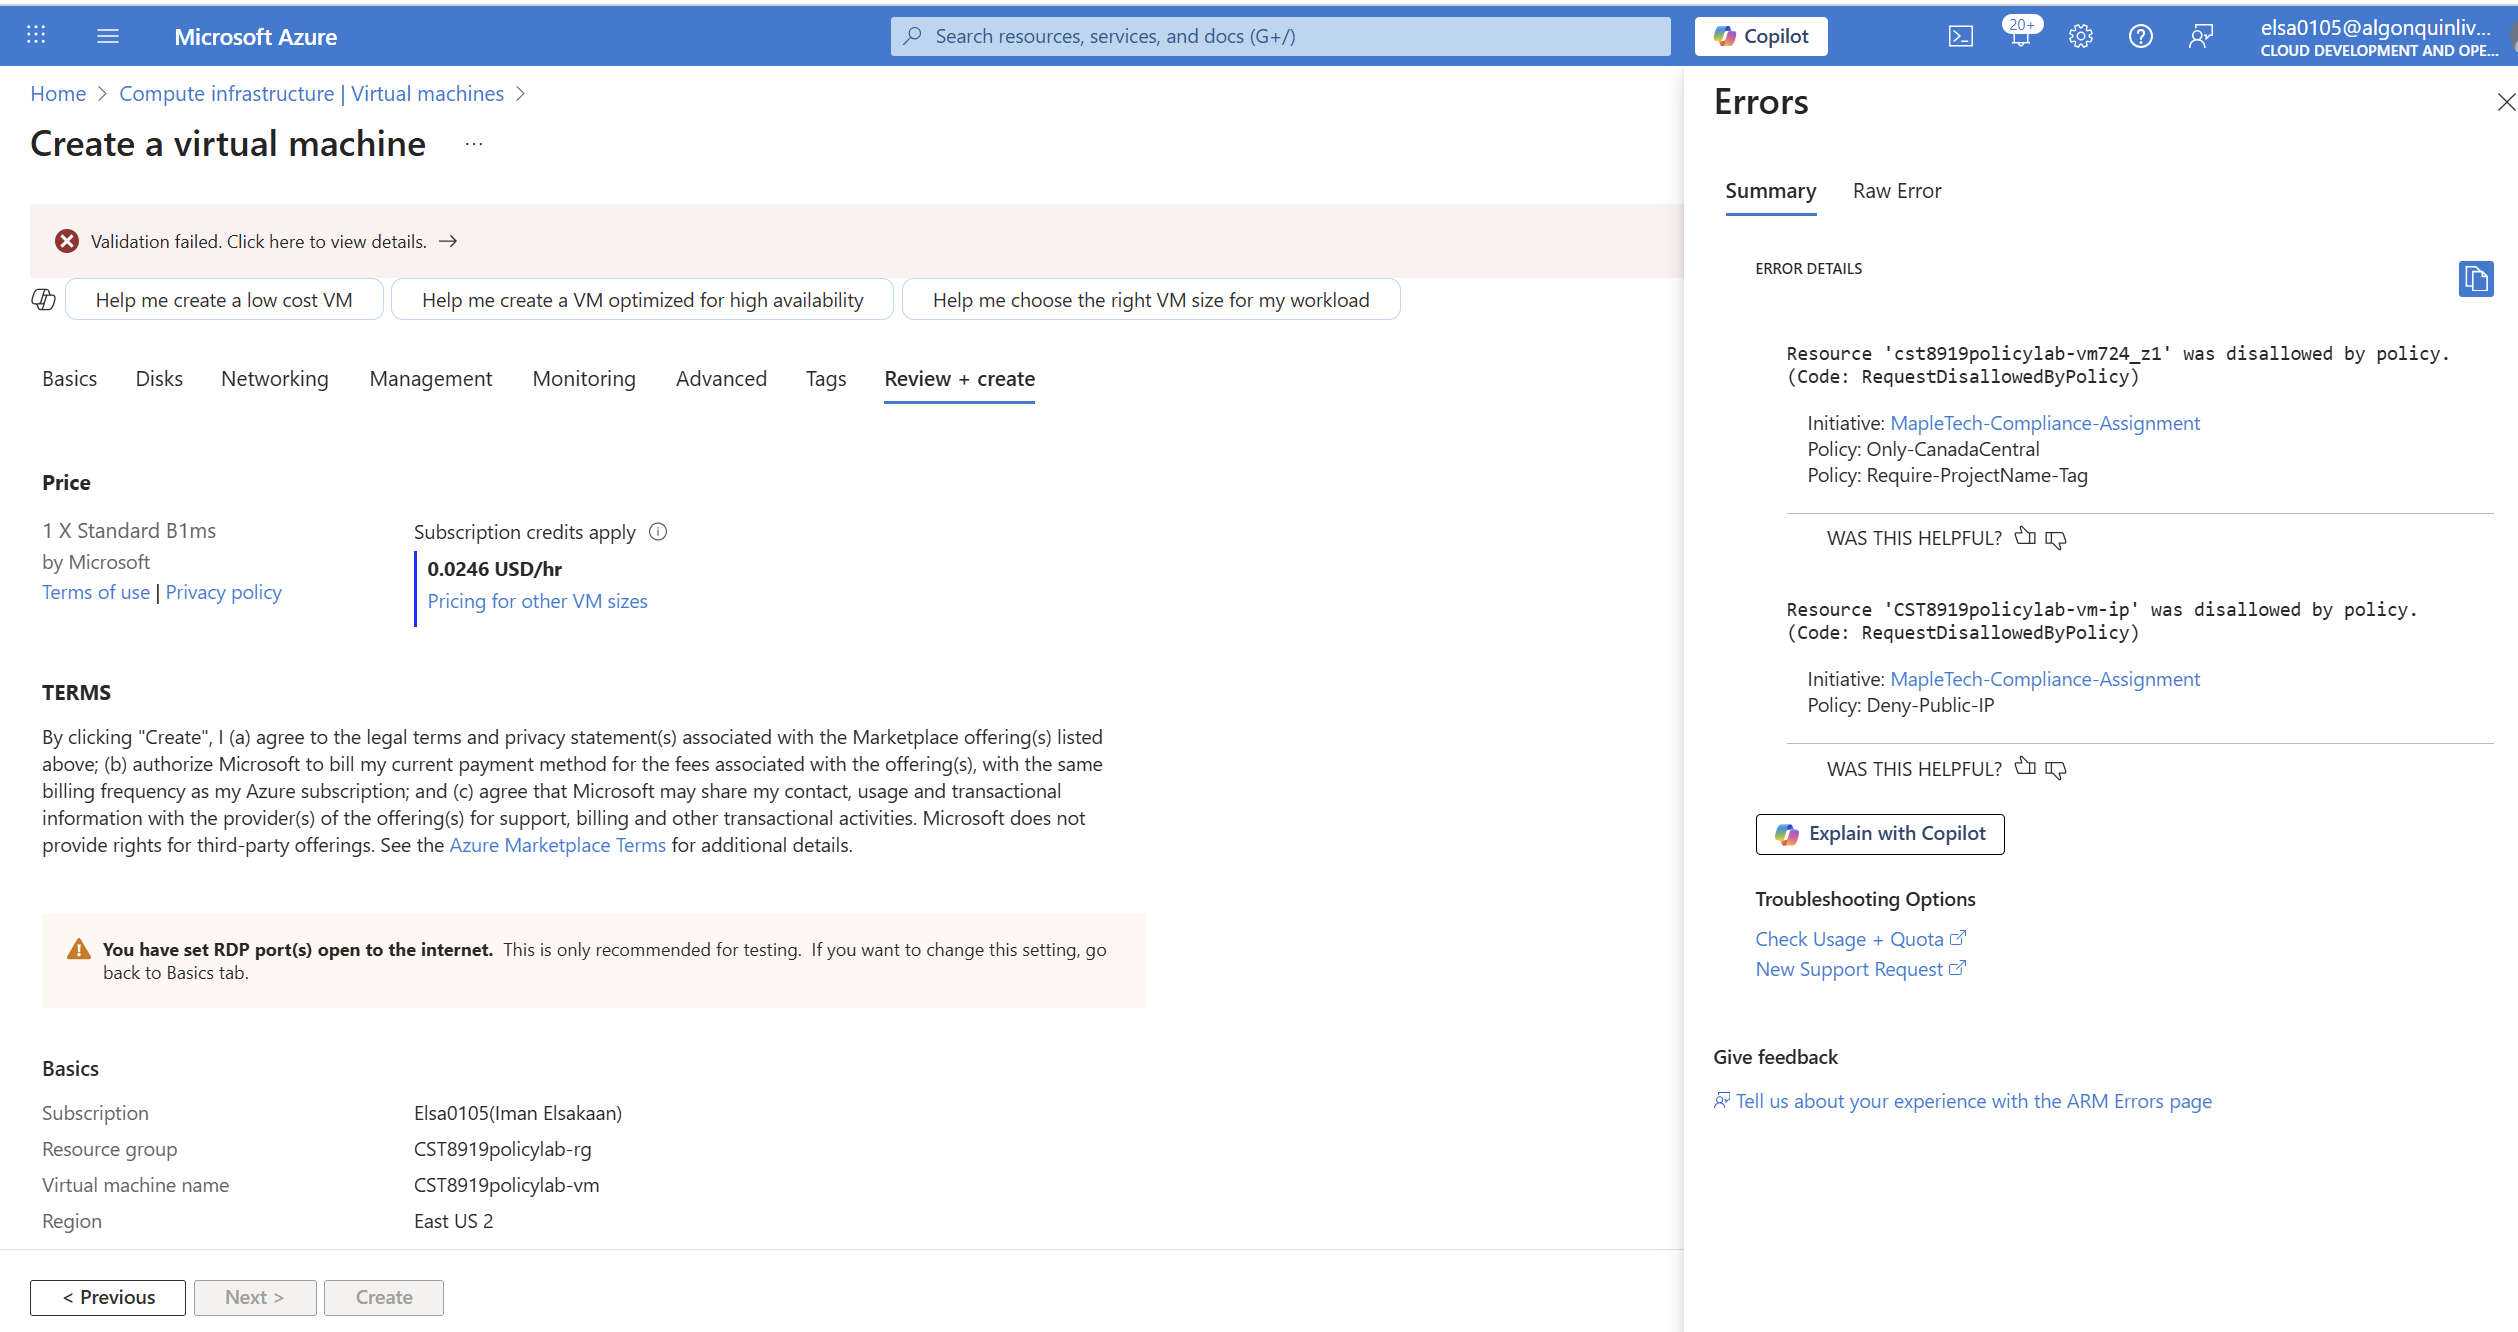 Microsoft Azure
Search resources, services, and docs (G+/)
Copilot
20+
elsa0105@algonquinliv...
CLOUD DEVELOPMENT AND OPE...
Home > Compute infrastructure | Virtual machines >
Create a virtual machine ...
Validation failed. Click here to view details. →
Help me create a low cost VM
Help me create a VM optimized for high availability
Help me choose the right VM size for my workload
Basics Disks Networking Management Monitoring Advanced Tags Review + create
Price
1 X Standard B1ms
by Microsoft
Terms of use | Privacy policy
Subscription credits apply
0.0246 USD/hr
Pricing for other VM sizes
TERMS
By clicking "Create", I (a) agree to the legal terms and privacy statement(s) associated with the Marketplace offering(s) listed
above; (b) authorize Microsoft to bill my current payment method for the fees associated with the offering(s), with the same
billing frequency as my Azure subscription; and (c) agree that Microsoft may share my contact, usage and transactional
information with the provider(s) of the offering(s) for support, billing and other transactional activities. Microsoft does not
provide rights for third-party offerings. See the Azure Marketplace Terms for additional details.
You have set RDP port(s) open to the internet. This is only recommended for testing. If you want to change this setting, go
back to Basics tab.
Basics
Subscription Elsa0105(Iman Elsakaan)
Resource group CST8919policylab-rg
Virtual machine name CST8919policylab-vm
Region East US 2
< Previous Next > Create
Errors
Summary Raw Error
ERROR DETAILS
Resource 'cst8919policylab-vm724_z1' was disallowed by policy.
(Code: RequestDisallowedByPolicy)
Initiative: MapleTech-Compliance-Assignment
Policy: Only-CanadaCentral
Policy: Require-ProjectName-Tag
WAS THIS HELPFUL?
Resource 'CST8919policylab-vm-ip' was disallowed by policy.
(Code: RequestDisallowedByPolicy)
Initiative: MapleTech-Compliance-Assignment
Policy: Deny-Public-IP
WAS THIS HELPFUL?
Explain with Copilot
Troubleshooting Options
Check Usage + Quota
New Support Request
Give feedback
Tell us about your experience with the ARM Errors page